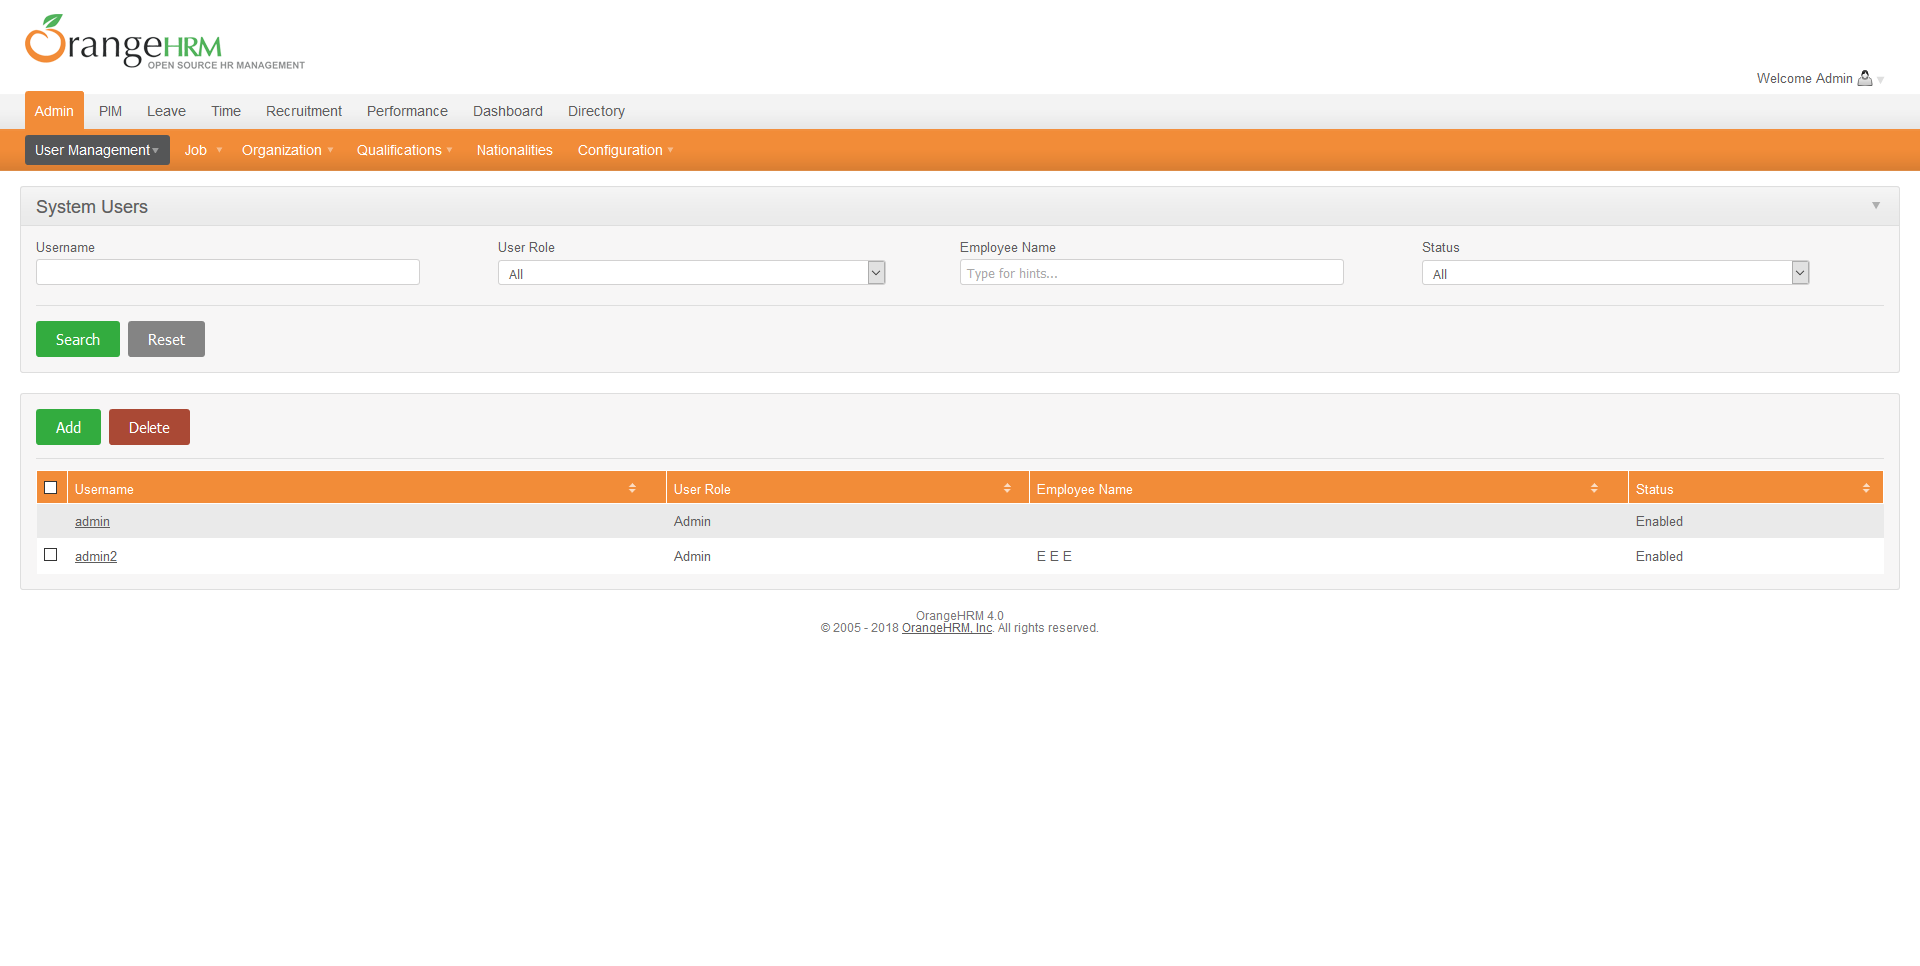 OrangeHRM
OPEN SOURCE HR MANAGEMENT
Welcome Admin
Admin PIM Leave Time Recruitment Performance Dashboard Directory
User Management Job Organization Qualifications Nationalities Configuration
System Users
Username User Role Employee Name Status
All Type for hints... All
Search Reset
Add Delete
Username User Role Employee Name Status
admin Admin Enabled
admin2 Admin E E E Enabled
OrangeHRM 4.0
© 2005 - 2018 OrangeHRM, Inc. All rights reserved.